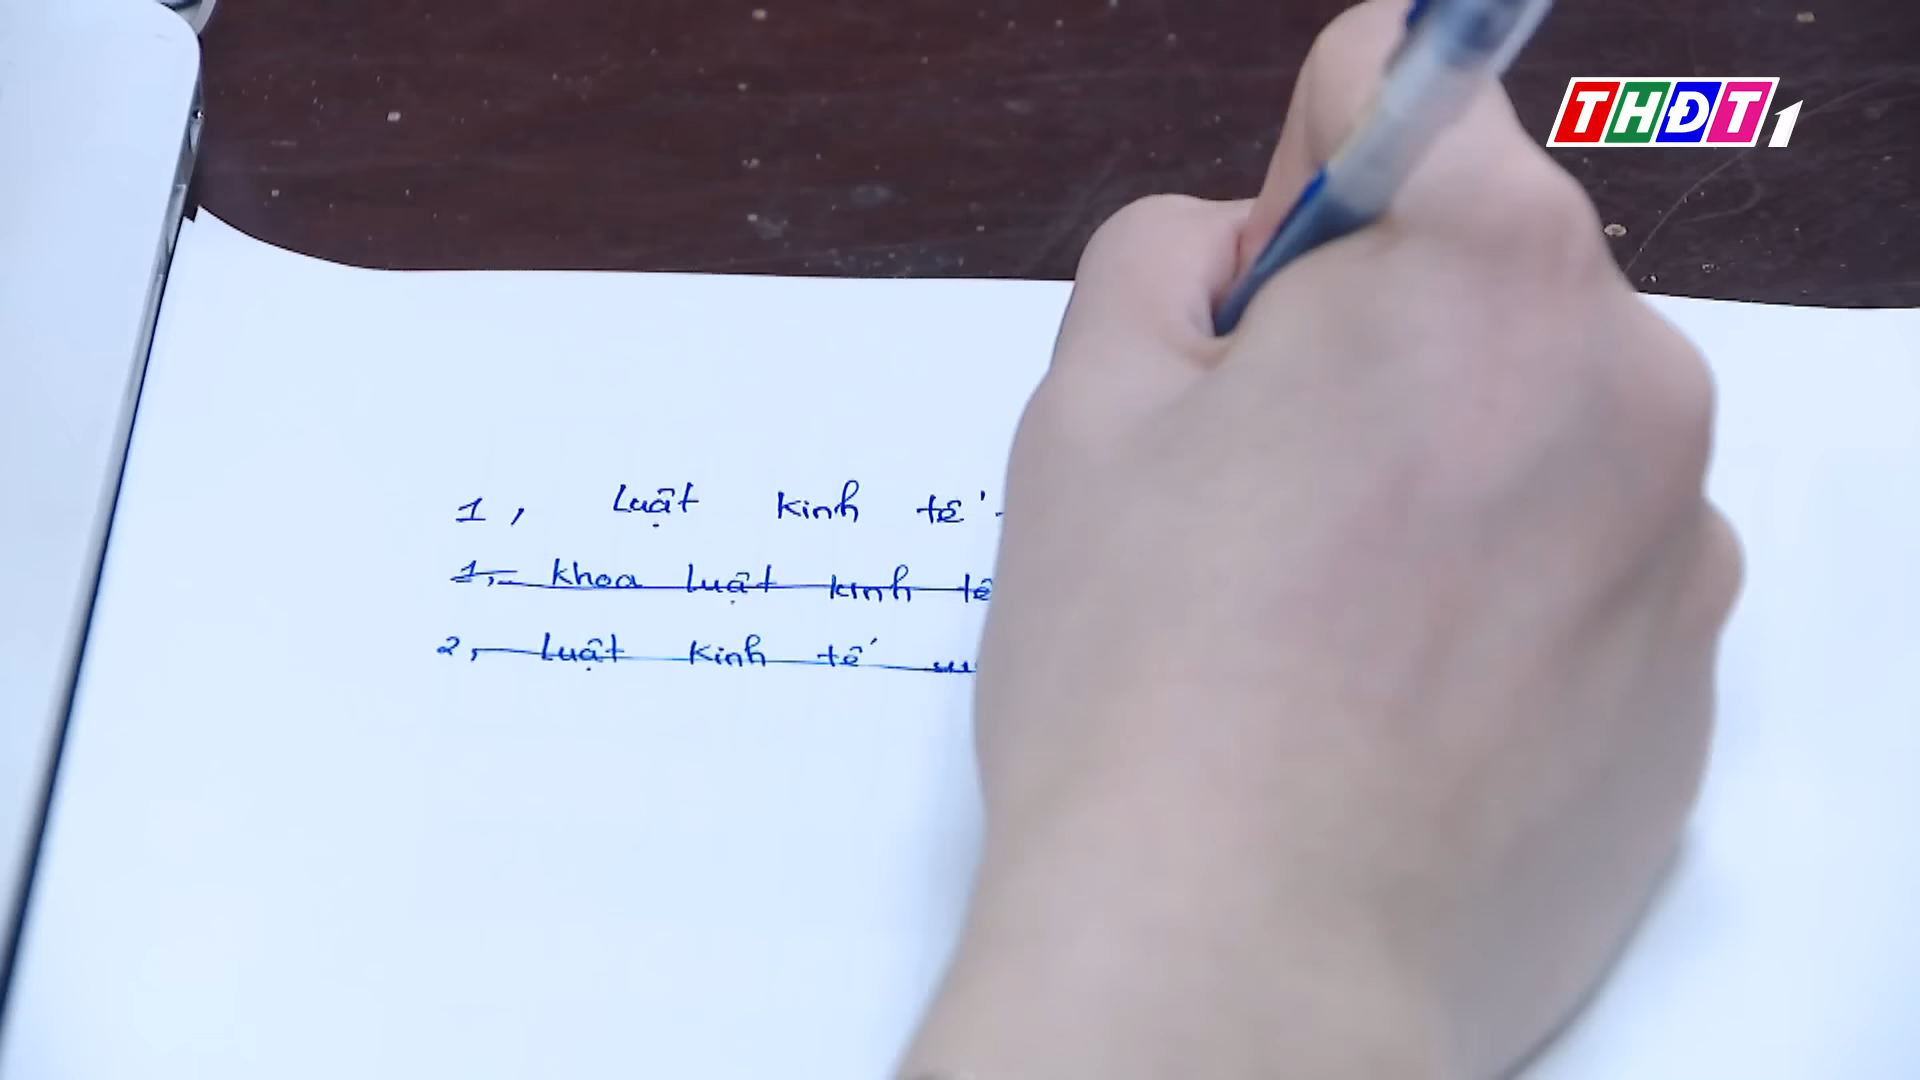 THĐT1
1, Luật kinh tế
1, khoa luật kinh tế
2, Luật kinh tế